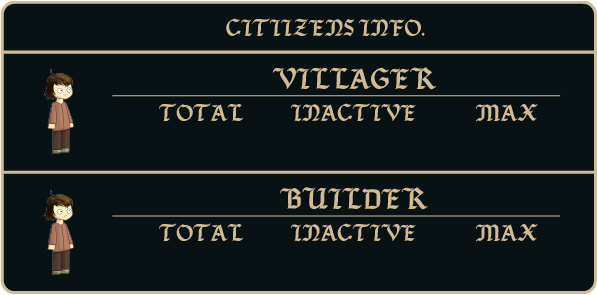 CITIIZENS INFO.
VILLAGER
TOTAL INACTIVE MAX
BUILDER
TOTAL INACTIVE MAX